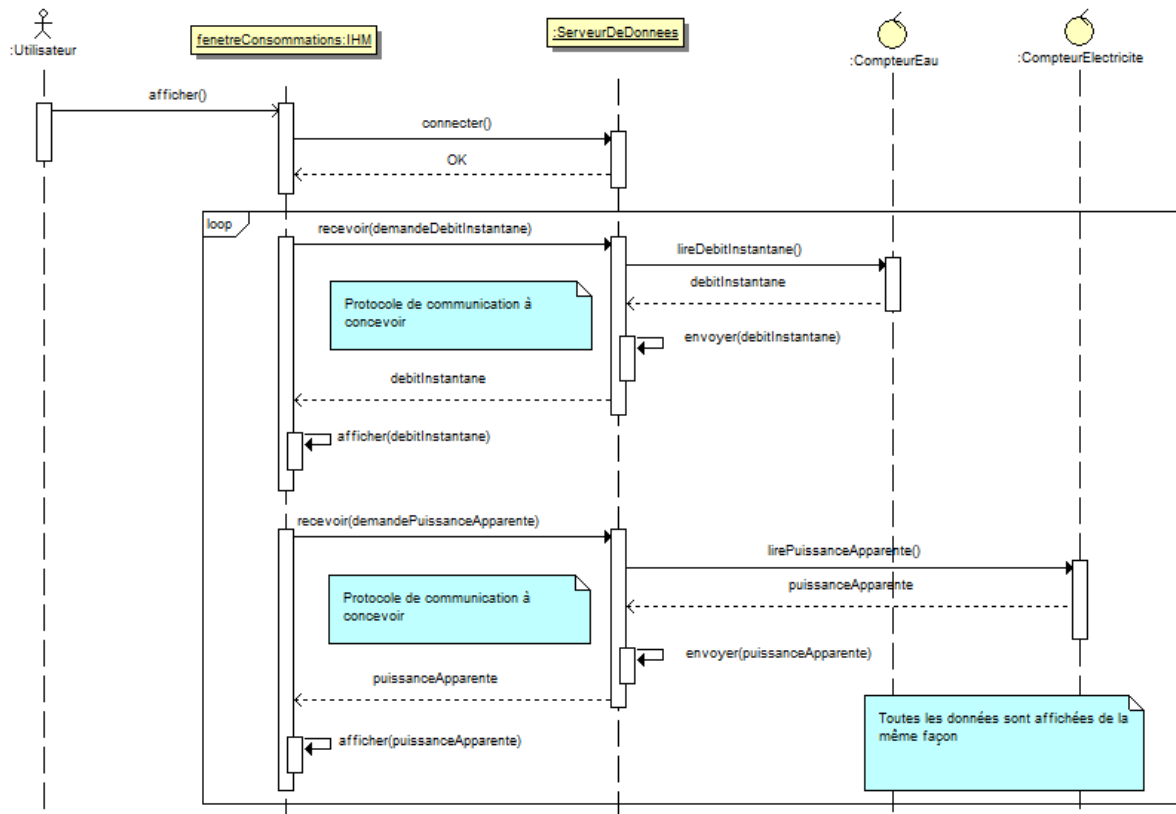 :Utilisateur
fenetreConsommations:IHM
:ServeurDeDonnees
:CompteurEau
:CompteurElectricite
afficher()
connecter()
OK
loop
recevoir(demandeDebitInstantane)
lireDebitInstantane()
debitInstantane
Protocole de communication à
concevoir
envoyer(debitInstantane)
debitInstantane
afficher(debitInstantane)
recevoir(demandePuissanceApparente)
lirePuissanceApparente()
puissanceApparente
Protocole de communication à
concevoir
envoyer(puissanceApparente)
puissanceApparente
Toutes les données sont affichées de la
même façon
afficher(puissanceApparente)